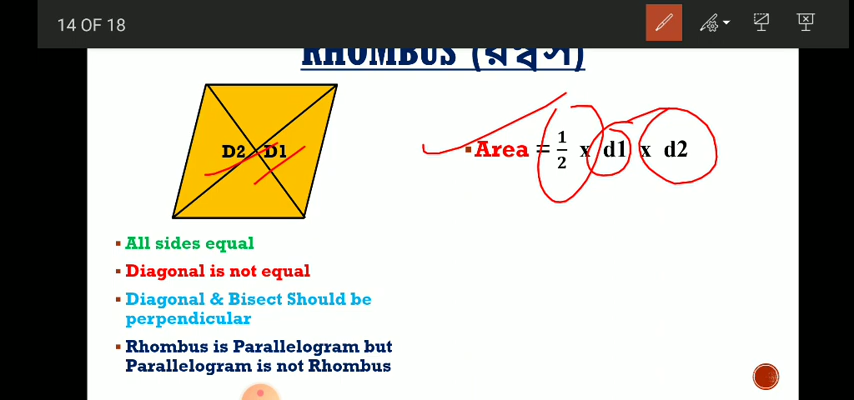 14 OF 18
RHOMBUS (রম্বস)
D2 D1
▪ Area = 1/2 x d1 x d2
▪ All sides equal
▪ Diagonal is not equal
▪ Diagonal & Bisect Should be
perpendicular
▪ Rhombus is Parallelogram but
Parallelogram is not Rhombus